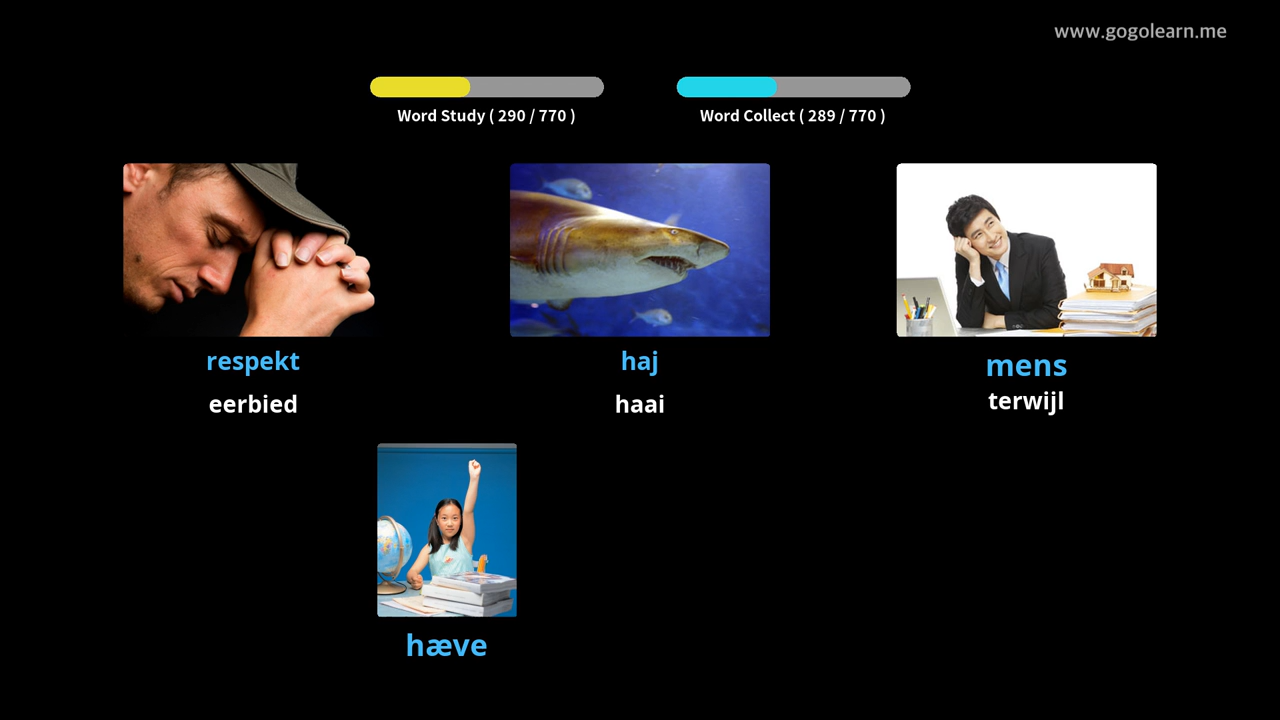 www.gogolearn.me
Word Study ( 290 / 770 )
Word Collect ( 289 / 770 )
respekt
eerbied
haj
haai
mens
terwijl
hæve